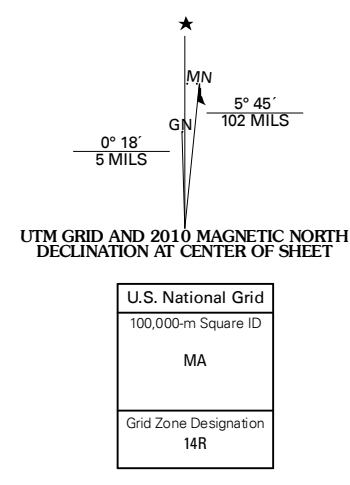 MN
5° 45´
102 MILS
GN
0° 18´
5 MILS
UTM GRID AND 2010 MAGNETIC NORTH
DECLINATION AT CENTER OF SHEET
U.S. National Grid
100,000-m Square ID
MA
Grid Zone Designation
14R